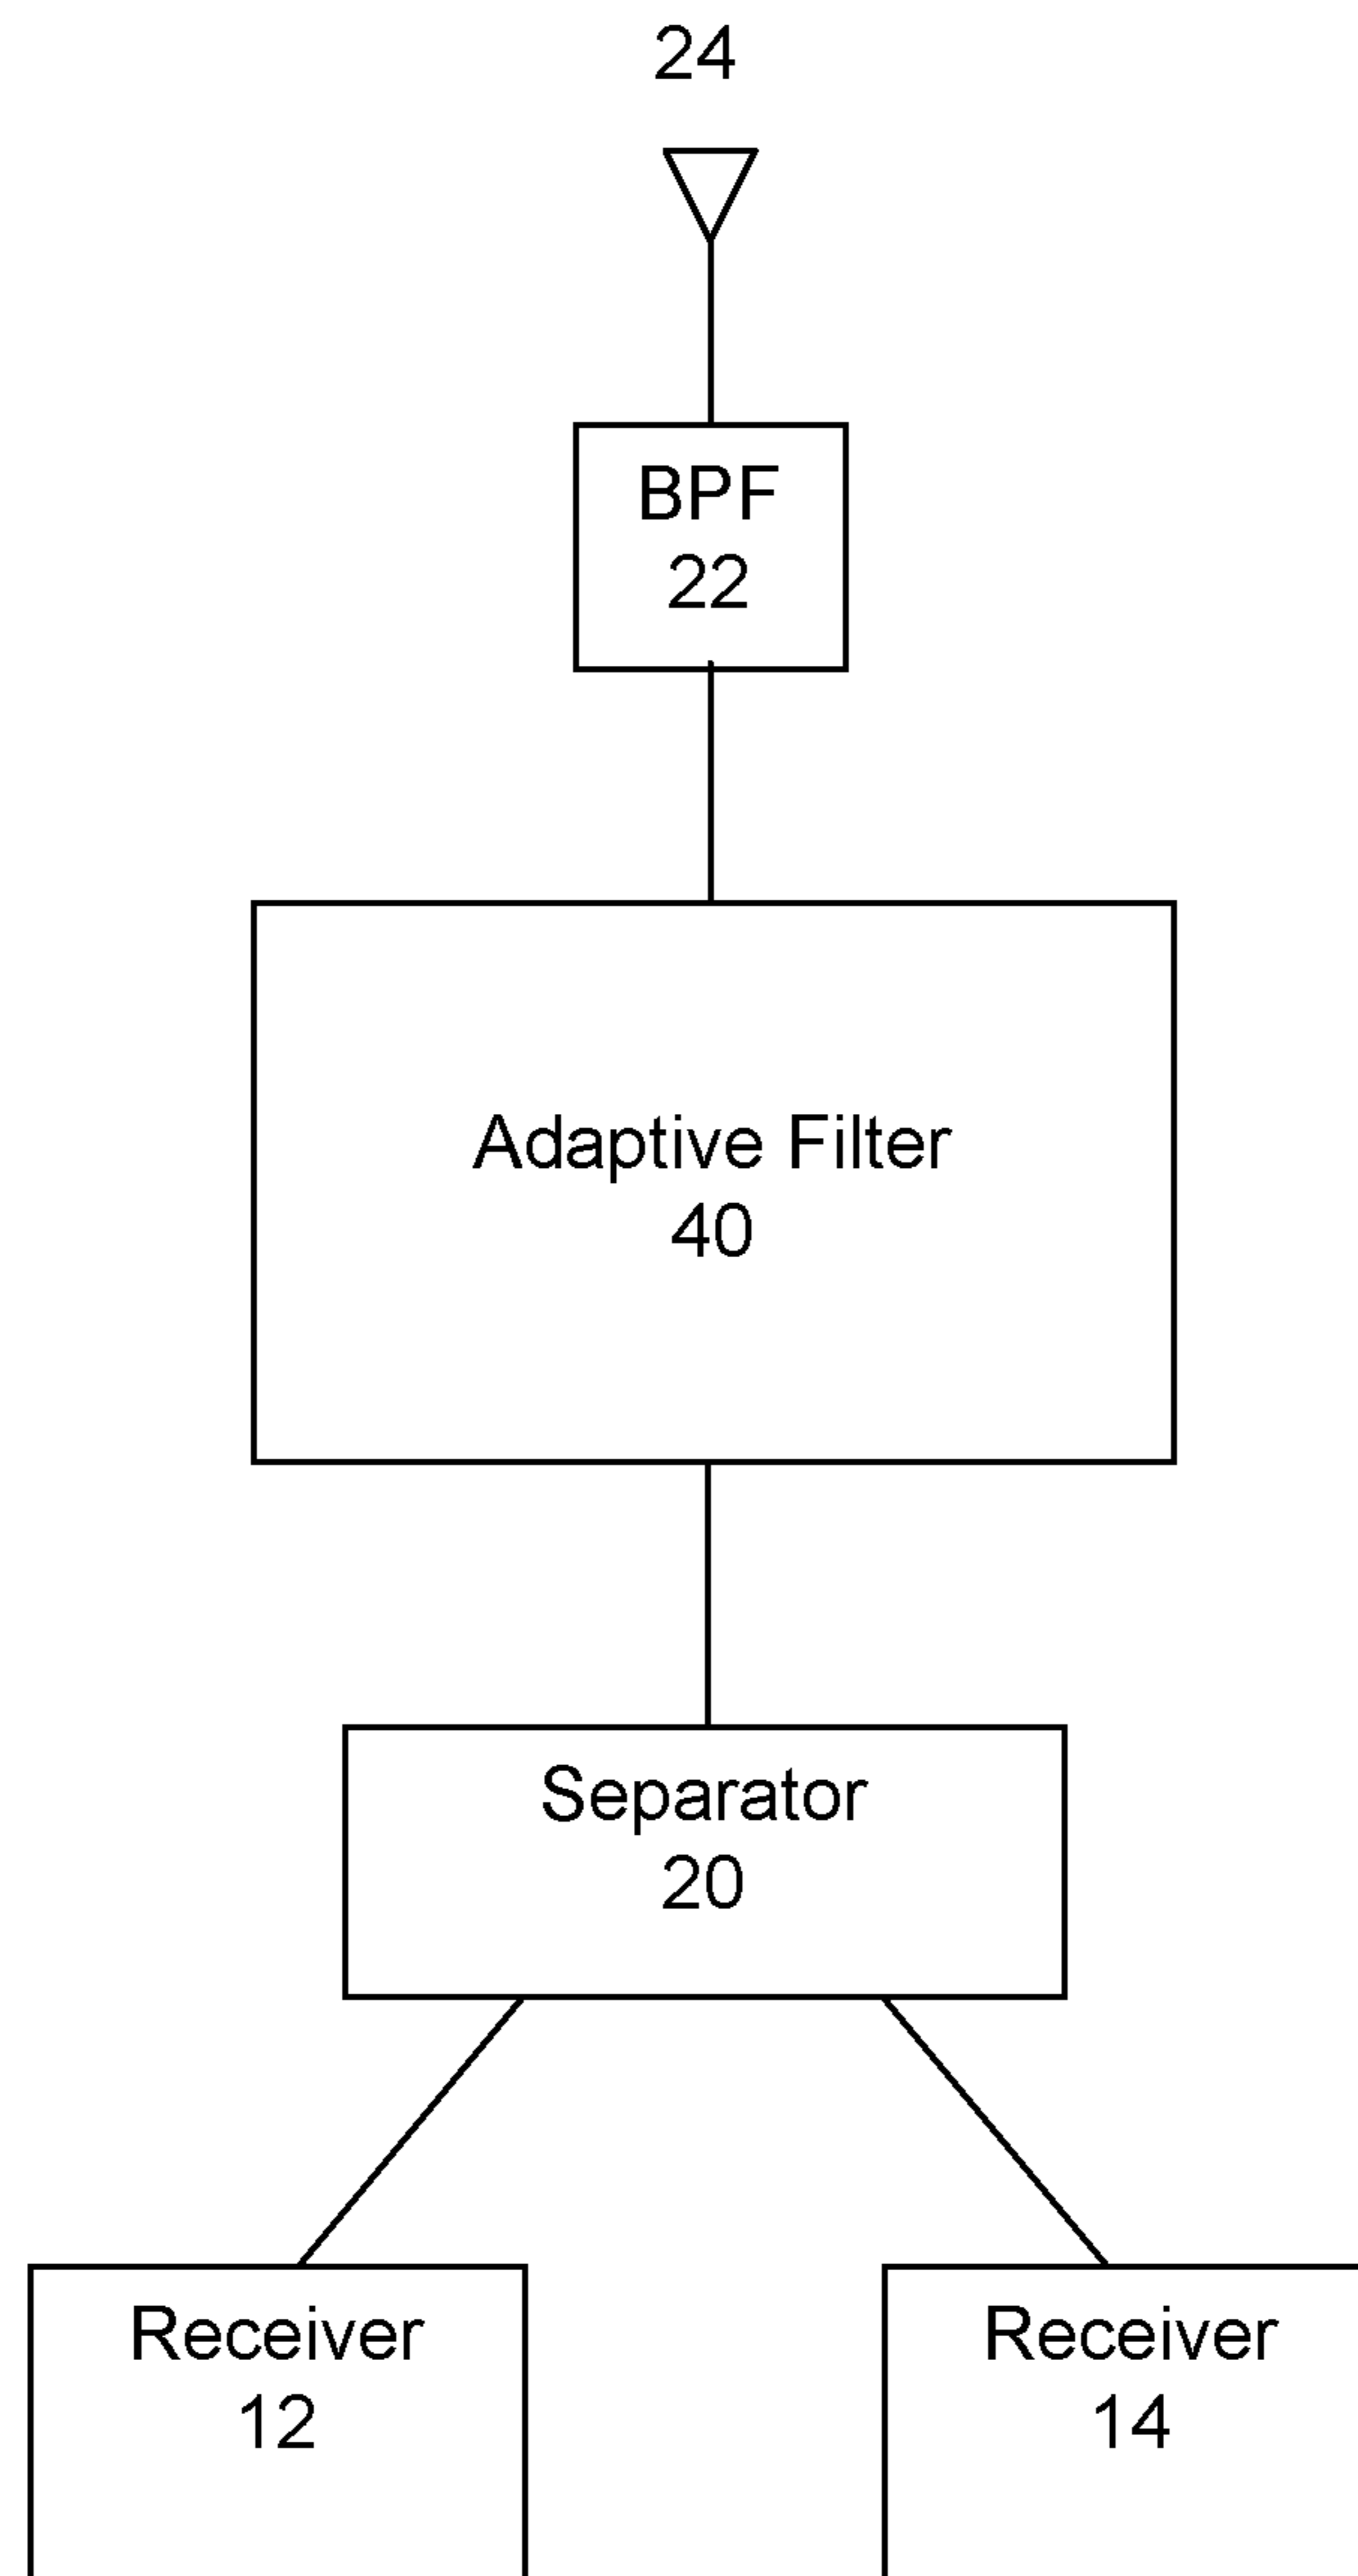 24
BPF
22
Adaptive Filter
40
Separator
20
Receiver
12
Receiver
14